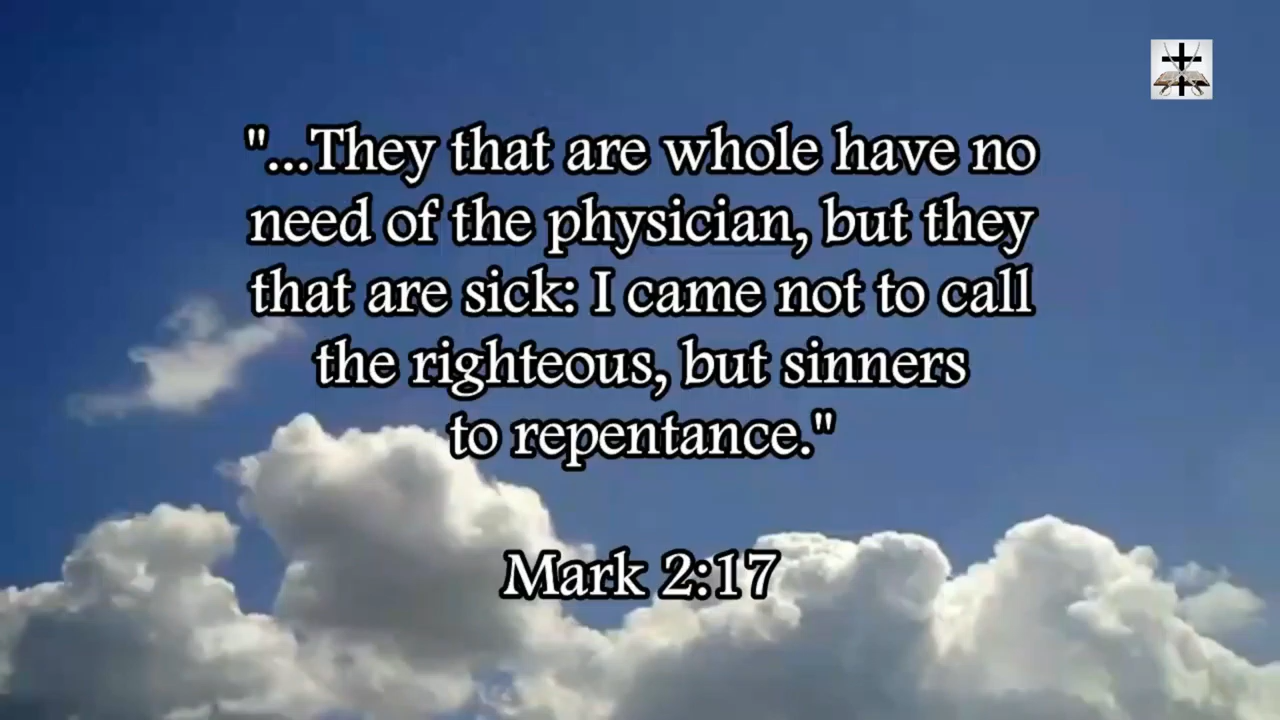 "...They that are whole have no
need of the physician, but they
that are sick: I came not to call
the righteous, but sinners
to repentance."
Mark 2:17